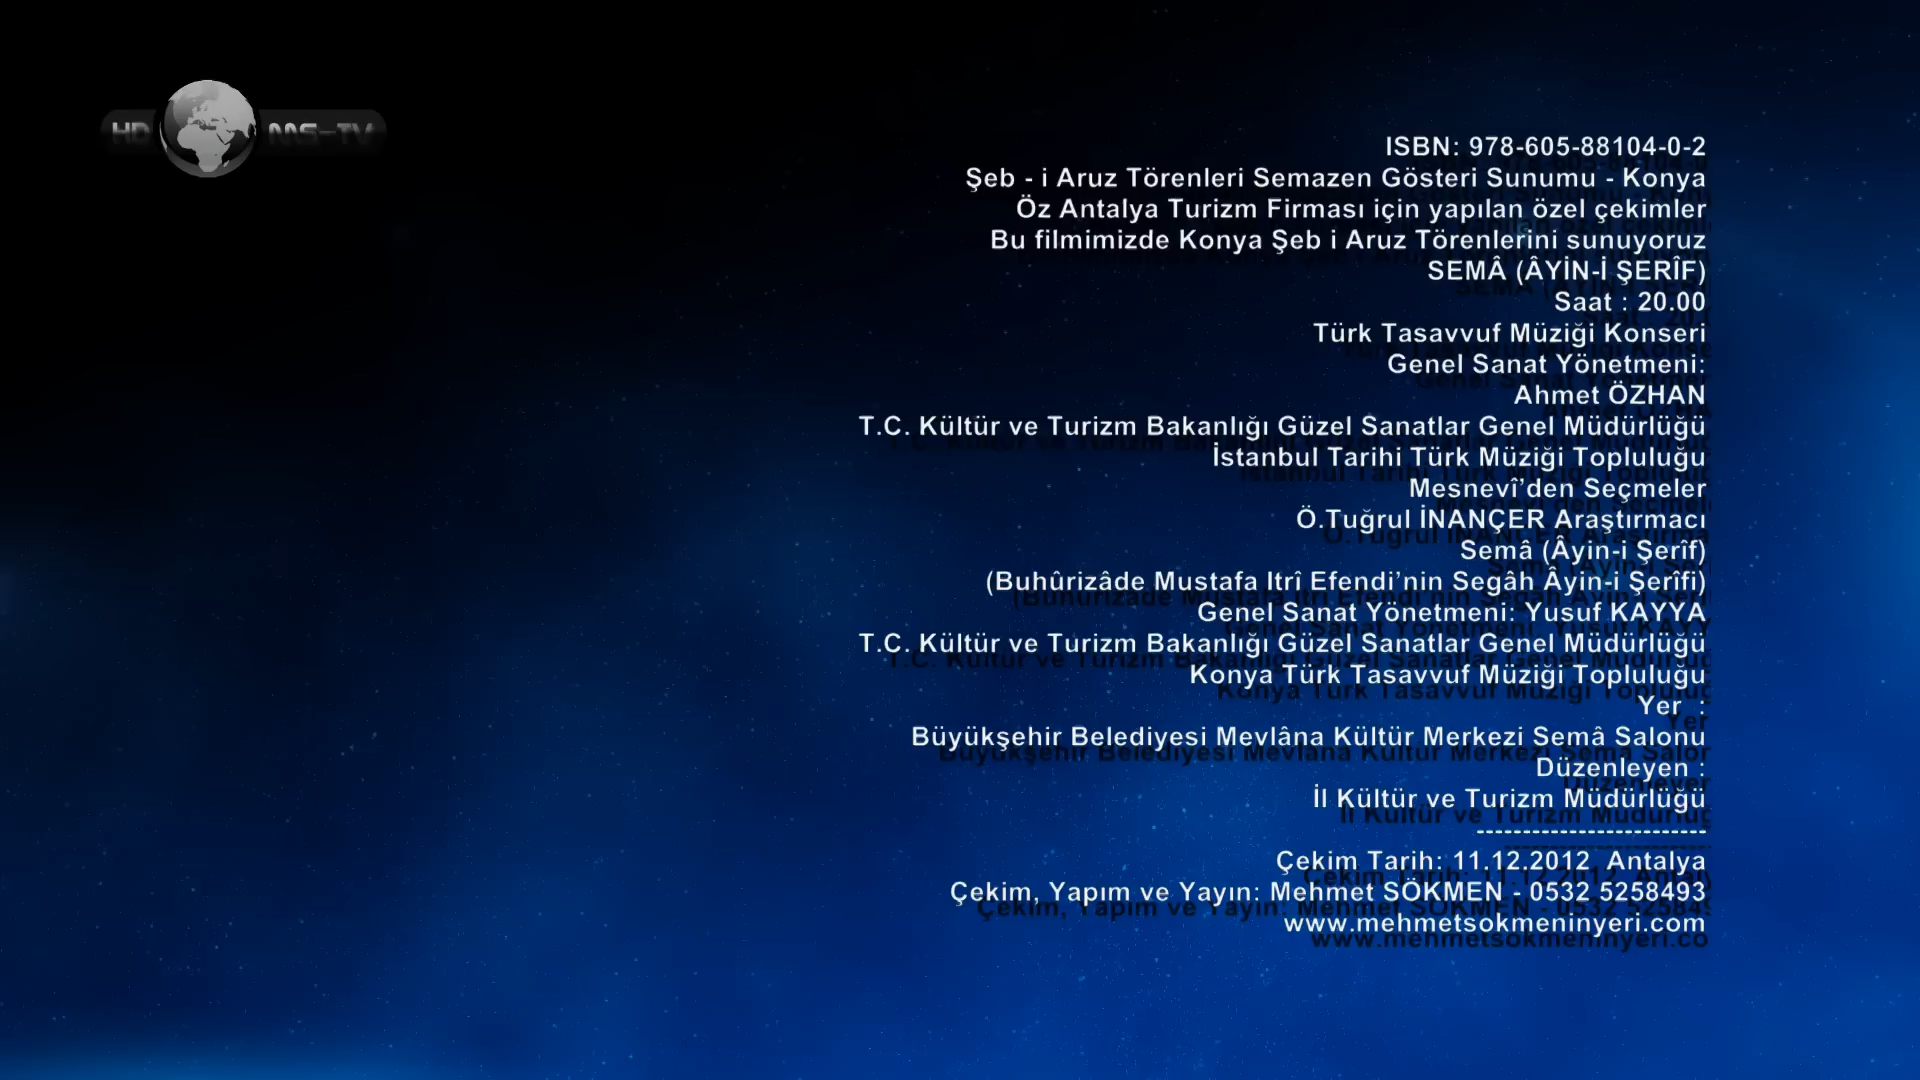 HD MS-TV
ISBN: 978-605-88104-0-2
Şeb - i Aruz Törenleri Semazen Gösteri Sunumu - Konya
Öz Antalya Turizm Firması için yapılan özel çekimler
Bu filmimizde Konya Şeb i Aruz Törenlerini sunuyoruz
SEMÂ (ÂYİN-İ ŞERÎF)
Saat : 20.00
Türk Tasavvuf Müziği Konseri
Genel Sanat Yönetmeni:
Ahmet ÖZHAN
T.C. Kültür ve Turizm Bakanlığı Güzel Sanatlar Genel Müdürlüğü
İstanbul Tarihi Türk Müziği Topluluğu
Mesnevî’den Seçmeler
Ö.Tuğrul İNANÇER Araştırmacı
Semâ (Âyin-i Şerîf)
(Buhûrizâde Mustafa Itrî Efendi’nin Segâh Âyin-i Şerîfi)
Genel Sanat Yönetmeni: Yusuf KAYYA
T.C. Kültür ve Turizm Bakanlığı Güzel Sanatlar Genel Müdürlüğü
Konya Türk Tasavvuf Müziği Topluluğu
Yer :
Büyükşehir Belediyesi Mevlâna Kültür Merkezi Semâ Salonu
Düzenleyen :
İl Kültür ve Turizm Müdürlüğü
-------------------------
Çekim Tarih: 11.12.2012 Antalya
Çekim, Yapım ve Yayın: Mehmet SÖKMEN - 0532 5258493
www.mehmetsokmeninyeri.com